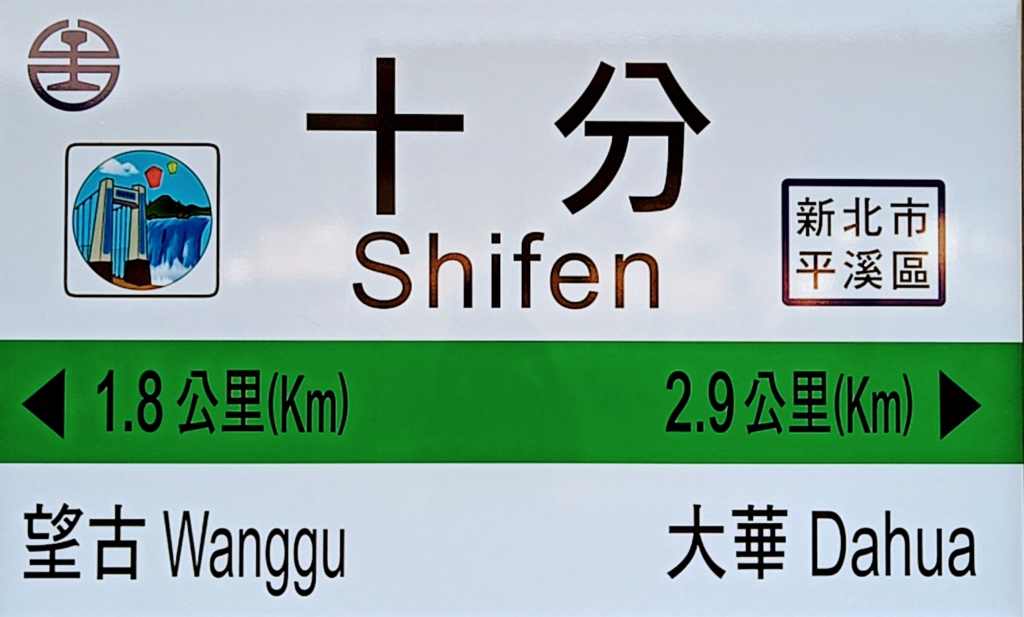 十分
Shifen
新北市
平溪區
1.8 公里(Km)
2.9 公里(Km)
望古 Wanggu
大華 Dahua